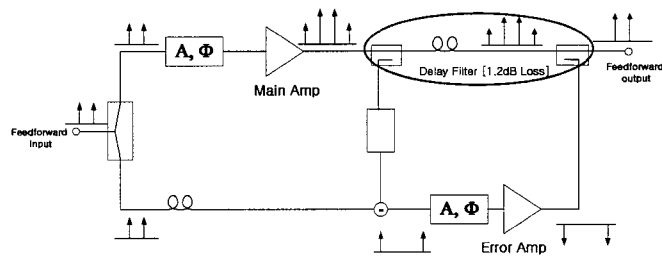 A, Φ
Main Amp
Delay Filter [1.2dB Loss]
Feedforward
output
Feedforward
Input
-
A, Φ
Error Amp